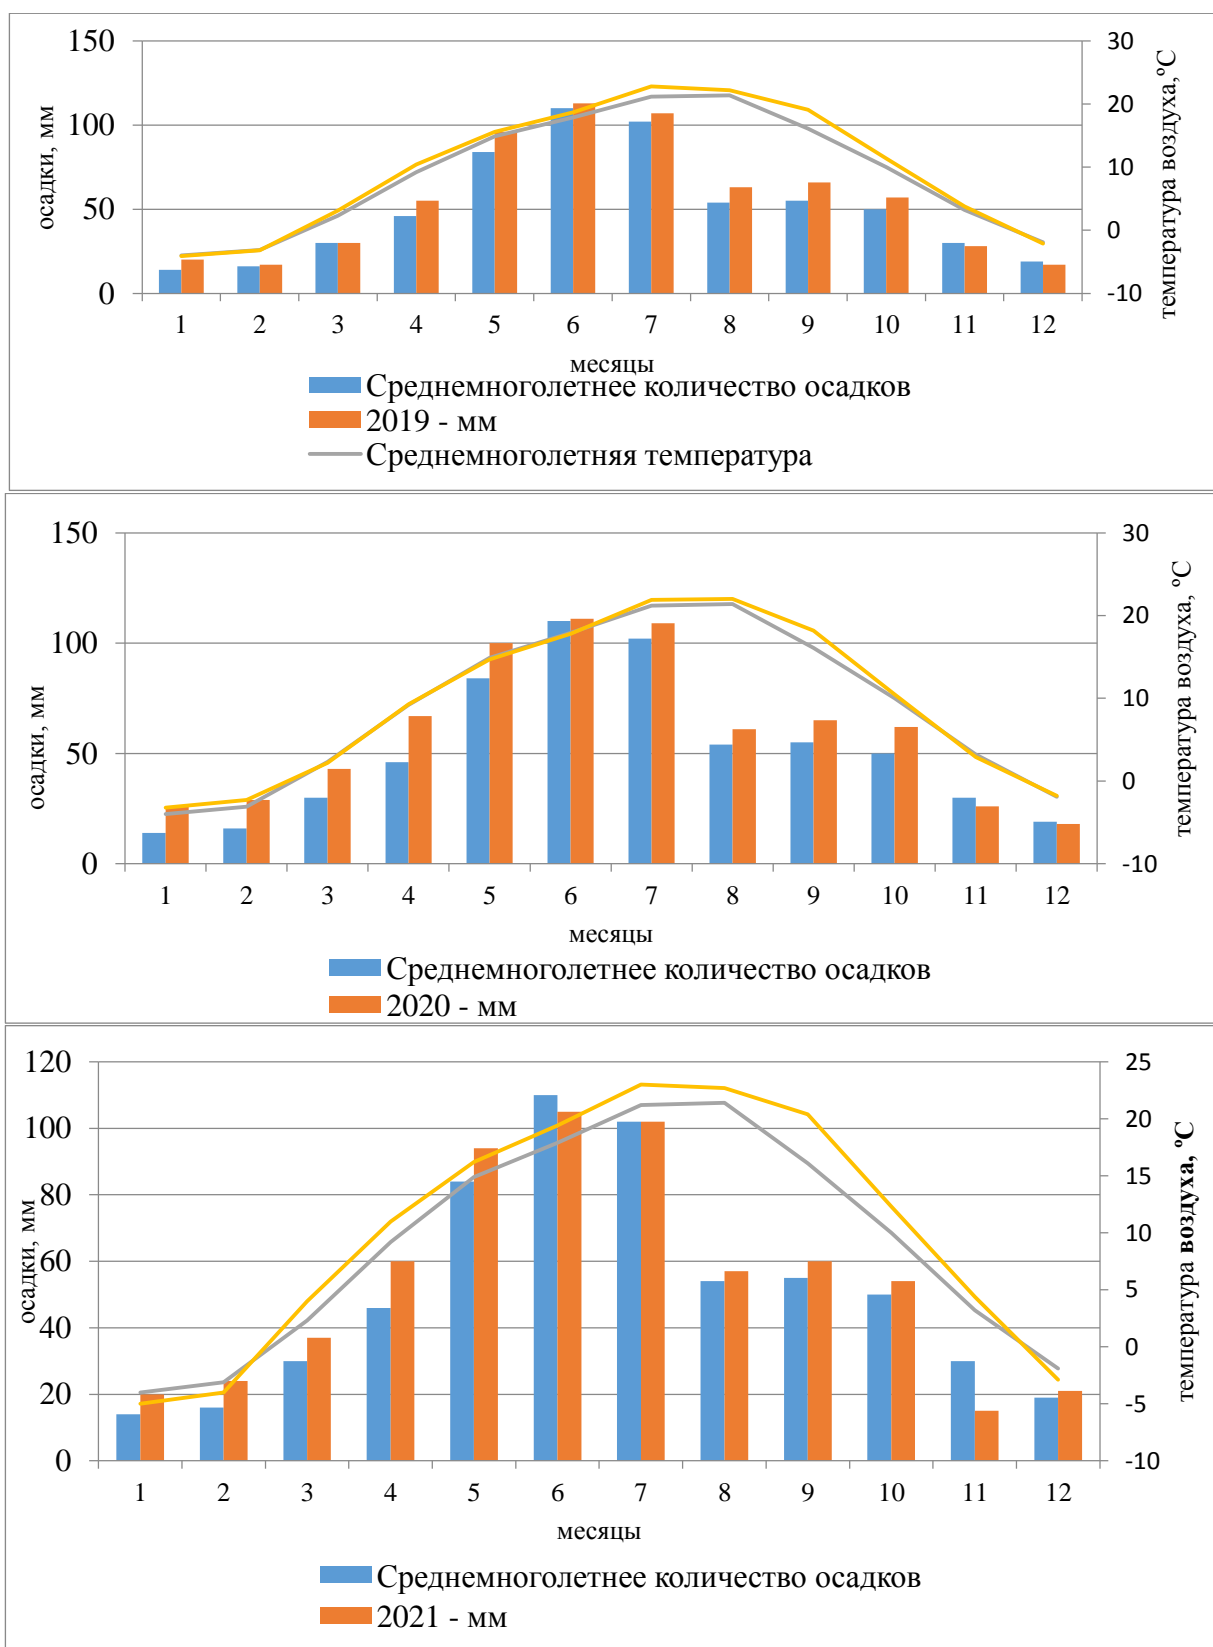 150
100
50
0
осадки, мм
30
20
10
0
-10
температура воздуха,ºС
1 2 3 4 5 6 7 8 9 10 11 12
месяцы
Среднемноголетнее количество осадков
2019 - мм
Среднемноголетняя температура
150
100
50
0
осадки, мм
30
20
10
0
-10
температура воздуха, ºС
1 2 3 4 5 6 7 8 9 10 11 12
месяцы
Среднемноголетнее количество осадков
2020 - мм
120
100
80
60
40
20
0
осадки, мм
25
20
15
10
5
0
-5
-10
температура воздуха, ºС
1 2 3 4 5 6 7 8 9 10 11 12
месяцы
Среднемноголетнее количество осадков
2021 - мм